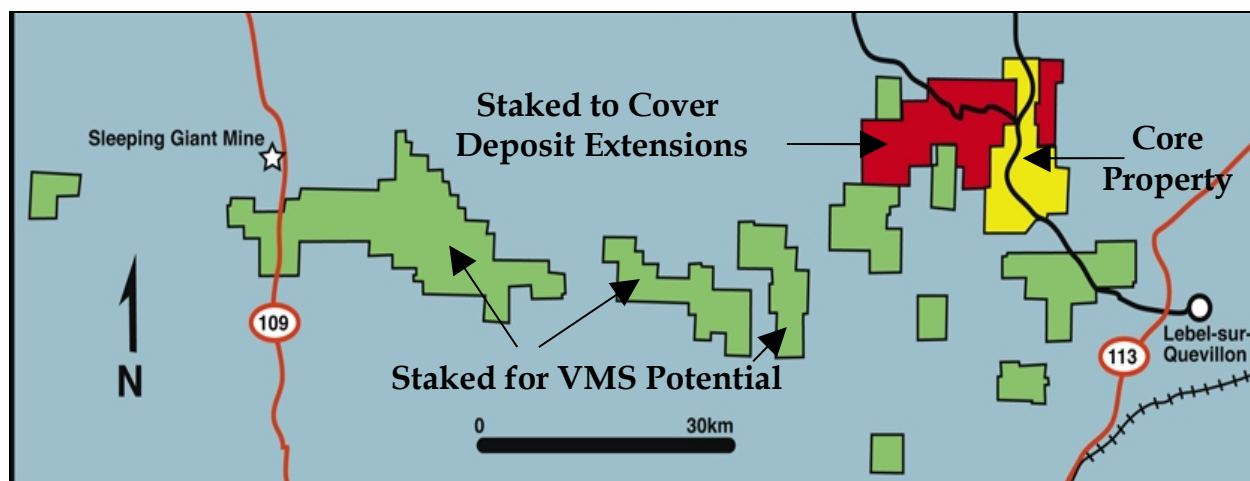 Staked to Cover
Deposit Extensions
Sleeping Giant Mine
Core
Property
109
N
Staked for VMS Potential
0 30km
113
Lebel-sur-
Quevillon